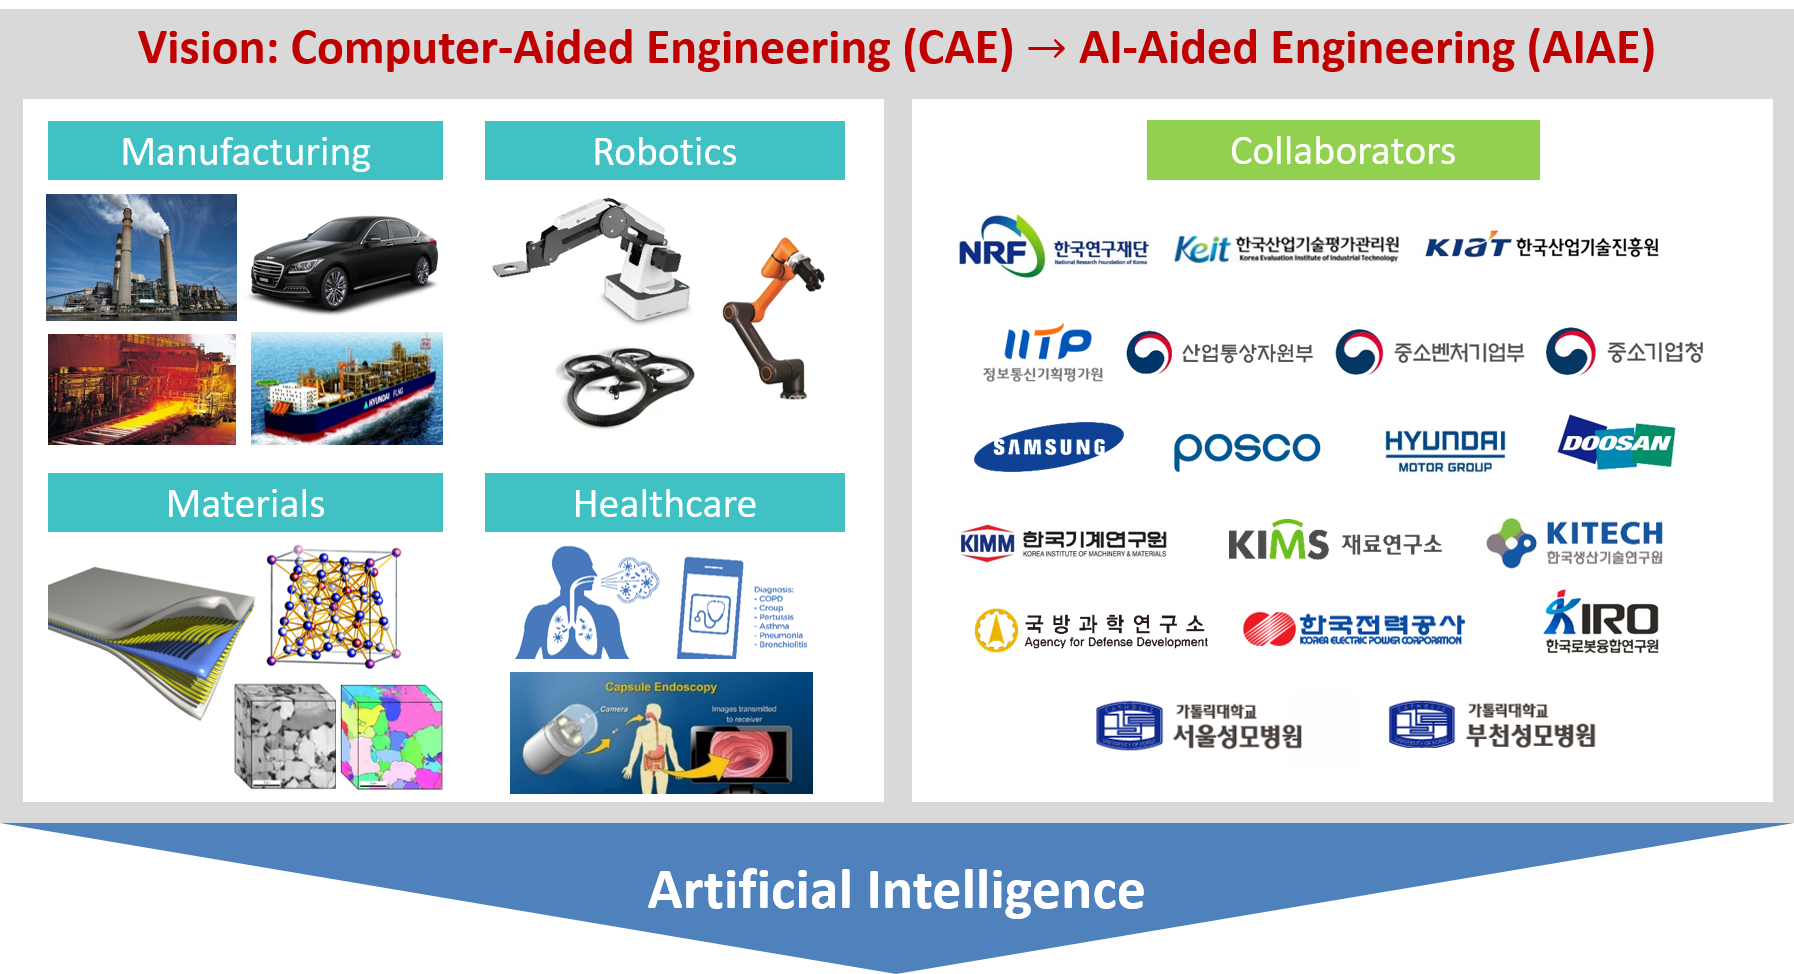 Vision: Computer-Aided Engineering (CAE) → AI-Aided Engineering (AIAE)
Manufacturing
Robotics
HYUNDAI FLNG
Materials
Healthcare
Diagnosis:
- COPD
- Croup
- Pertussis
- Asthma
- Pneumonia
- Bronchiolitis
Capsule Endoscopy
Camera
Images transmitted
to receiver
Collaborators
NRF 한국연구재단
National Research Foundation of Korea
Keit 한국산업기술평가관리원
Korea Evaluation Institute of Industrial Technology
KIAT 한국산업기술진흥원
IITP
정보통신기획평가원
산업통상자원부
중소벤처기업부
중소기업청
SAMSUNG
posco
HYUNDAI
MOTOR GROUP
DOOSAN
KIMM 한국기계연구원
KOREA INSTITUTE OF MACHINERY & MATERIALS
KIMS 재료연구소
KITECH
한국생산기술연구원
국방과학연구소
Agency for Defense Development
한국전력공사
KOREA ELECTRIC POWER CORPORATION
KIRO
한국로봇융합연구원
가톨릭대학교
서울성모병원
가톨릭대학교
부천성모병원
Artificial Intelligence